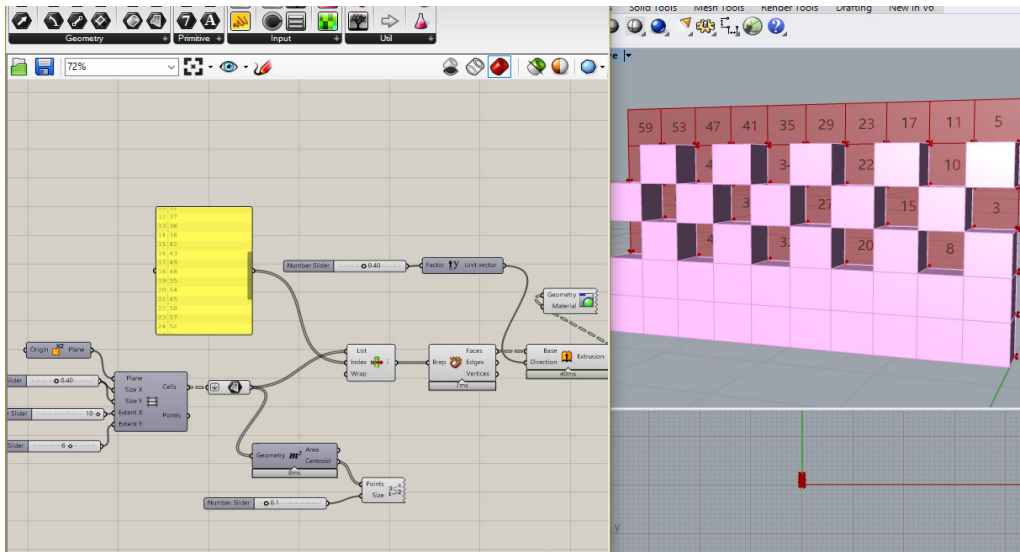 Solid Tools Mesh Tools Render Tools Drafting New in V6
Geometry + Primitive + Input + Util +
72%
12 37
13 36
14 38
15 42
16 43
17 49
18 46
19 55
20 54
21 45
22 58
23 57
24 52
Number Slider 0.40
Factor y Unit vector
Geometry
Material
Origin XZ Plane
Slider 0.40
Slider 10
Slider 6
Plane
Size X
Size Y
Extent X
Extent Y
Cells
Points
List
Index
Wrap
i
Brep
Faces
Edges
Vertices
7ms
Base
Direction
Extrusion
40ms
Geometry m² Area
Centroid
8ms
Number Slider 0.1
Points
Size
59 53 47 41 35 29 23 17 11 5
22 10
27 15 3
20 8
y